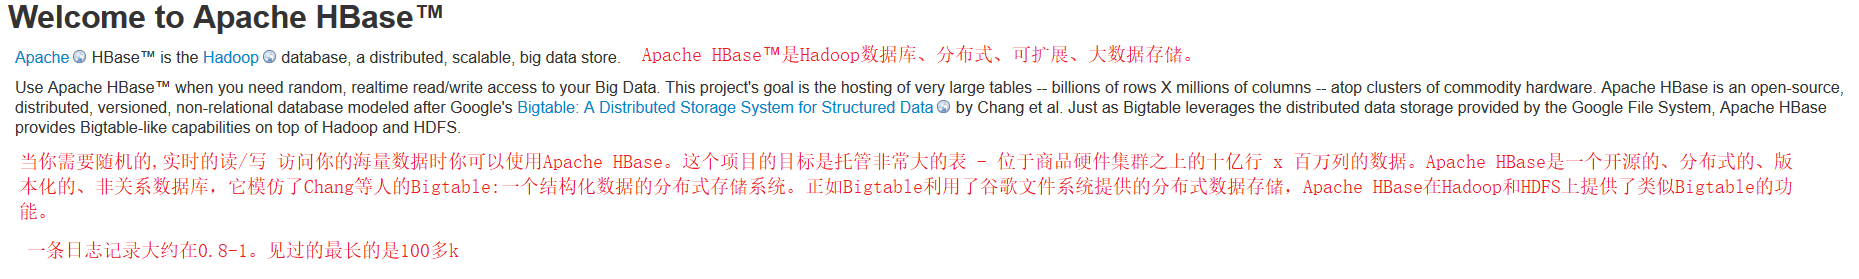 Welcome to Apache HBase™
Apache HBase™ is the Hadoop database, a distributed, scalable, big data store. Apache HBase™是Hadoop数据库、分布式、可扩展、大数据存储。
Use Apache HBase™ when you need random, realtime read/write access to your Big Data. This project's goal is the hosting of very large tables -- billions of rows X millions of columns -- atop clusters of commodity hardware. Apache HBase is an open-source,
distributed, versioned, non-relational database modeled after Google's Bigtable: A Distributed Storage System for Structured Data by Chang et al. Just as Bigtable leverages the distributed data storage provided by the Google File System, Apache HBase
provides Bigtable-like capabilities on top of Hadoop and HDFS.
当你需要随机的,实时的读/写 访问你的海量数据时你可以使用Apache HBase。这个项目的目标是托管非常大的表 - 位于商品硬件集群之上的十亿行 x 百万列的数据。Apache HBase是一个开源的、分布式的、版
本化的、非关系数据库，它模仿了Chang等人的Bigtable:一个结构化数据的分布式存储系统。正如Bigtable利用了谷歌文件系统提供的分布式数据存储，Apache HBase在Hadoop和HDFS上提供了类似Bigtable的功
能。
一条日志记录大约在0.8-1。见过的最长的是100多k